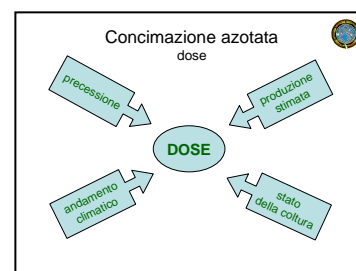 Concimazione azotata
dose
precessione
produzione
stimata
DOSE
andamento
climatico
stato
della coltura